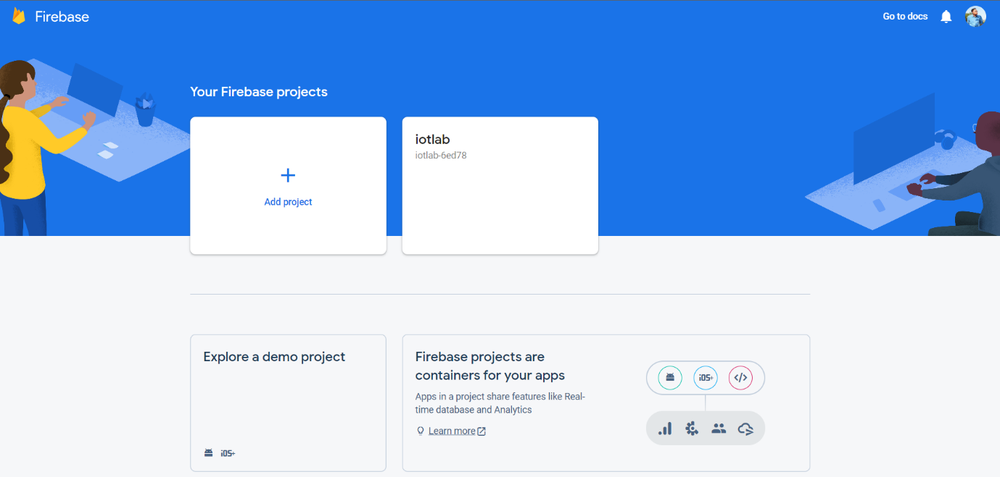 Firebase
Go to docs
Your Firebase projects
Add project
iotlab
iotlab-6ed78
Explore a demo project
iOS+
Firebase projects are
containers for your apps
Apps in a project share features like Real-
time database and Analytics
Learn more
iOS+